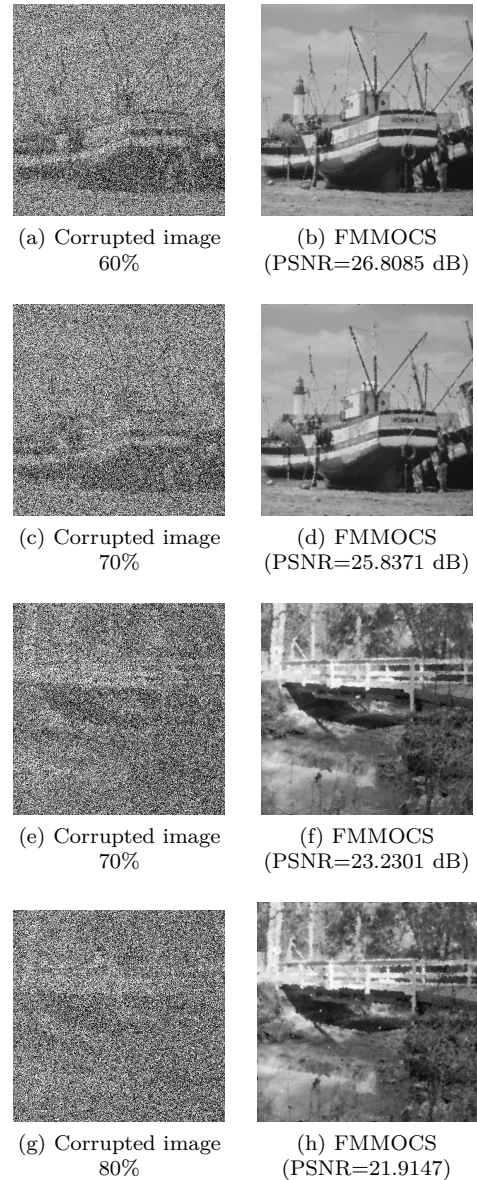 (a) Corrupted image
60%
(b) FMMOCS
(PSNR=26.8085 dB)
(c) Corrupted image
70%
(d) FMMOCS
(PSNR=25.8371 dB)
(e) Corrupted image
70%
(f) FMMOCS
(PSNR=23.2301 dB)
(g) Corrupted image
80%
(h) FMMOCS
(PSNR=21.9147)